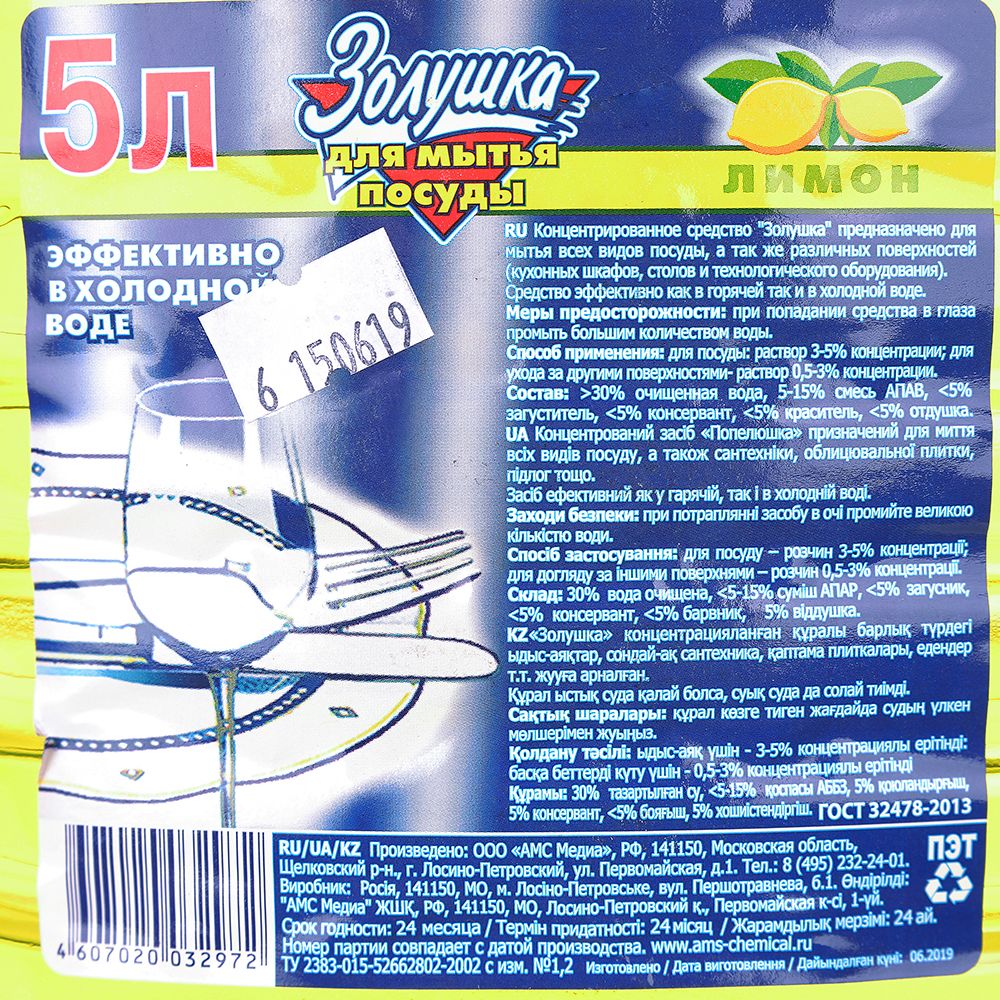 5л
Золушка
ДЛЯ МЫТЬЯ
ПОСУДЫ
ЛИМОН
ЭФФЕКТИВНО
В ХОЛОДНОЙ
ВОДЕ
6 150619
RU Концентрированное средство "Золушка" предназначено для
мытья всех видов посуды, а так же различных поверхностей
(кухонных шкафов, столов и технологического оборудования).
Средство эффективно как в горячей так и в холодной воде.
Меры предосторожности: при попадании средства в глаза
промыть большим количеством воды.
Способ применения: для посуды: раствор 3-5% концентрации; для
ухода за другими поверхностями- раствор 0,5-3% концентрации.
Состав: >30% очищенная вода, 5-15% смесь АПАВ, <5%
загуститель, <5% консервант, <5% краситель, <5% отдушка.
UA Концентрований засіб «Попелюшка» призначений для миття
всіх видів посуду, а також сантехніки, облицювальної плитки,
підлог тощо.
Засіб ефективний як у гарячій, так і в холодній воді.
Заходи безпеки: при потраплянні засобу в очі промийте великою
кількістю води.
Спосіб застосування: для посуду – розчин 3-5% концентрації;
для догляду за іншими поверхнями – розчин 0,5-3% концентрації.
Склад: 30% вода очищена, <5-15% суміш АПАР, <5% загусник,
<5% консервант, <5% барвник, 5% віддушка.
KZ«Золушка» концентрацияланған құралы барлық түрдегі
ыдыс-аяқтар, сондай-ақ сантехника, қаптама плиткалары, едендер
т.т. жууға арналған.
Құрал ыстық суда қалай болса, суық суда да солай тиімді.
Сақтық шаралары: құрал көзге тиген жағдайда судың үлкен
мөлшерімен жуыңыз.
Қолдану тәсілі: ыдыс-аяқ үшін - 3-5% концентрациялы ерітінді:
басқа беттерді күту үшін - 0,5-3% концентрациялы ерітінді
Құрамы: 30% тазартылған су, <5-15% қоспасы АББЗ, 5% қоюландырғыш,
5% консервант, <5% бояғыш, 5% хошистендіргіш. ГОСТ 32478-2013
4 607020 032972
RU/UA/KZ Произведено: ООО «АМС Медиа», РФ, 141150, Московская область,
Щелковский р-н., г. Лосино-Петровский, ул. Первомайская, д.1. Тел.: 8 (495) 232-24-01.
Виробник: Росія, 141150, МО, м. Лосіно-Петровське, вул. Першотравнева, б.1. Өндірілді:
"АМС Медиа" ЖШК, РФ, 141150, МО, Лосино-Петровский қ., Первомайская к-сі, 1-үй.
Срок годности: 24 месяца / Термін придатності: 24 місяц / Жарамдылық мерзімі: 24 ай.
Номер партии совпадает с датой производства. www.ams-chemical.ru
ТУ 2383-015-52662802-2002 с изм. №1,2 Изготовлено / Дата виготовлення / Дайындалған күні: 06.2019
ПЭТ